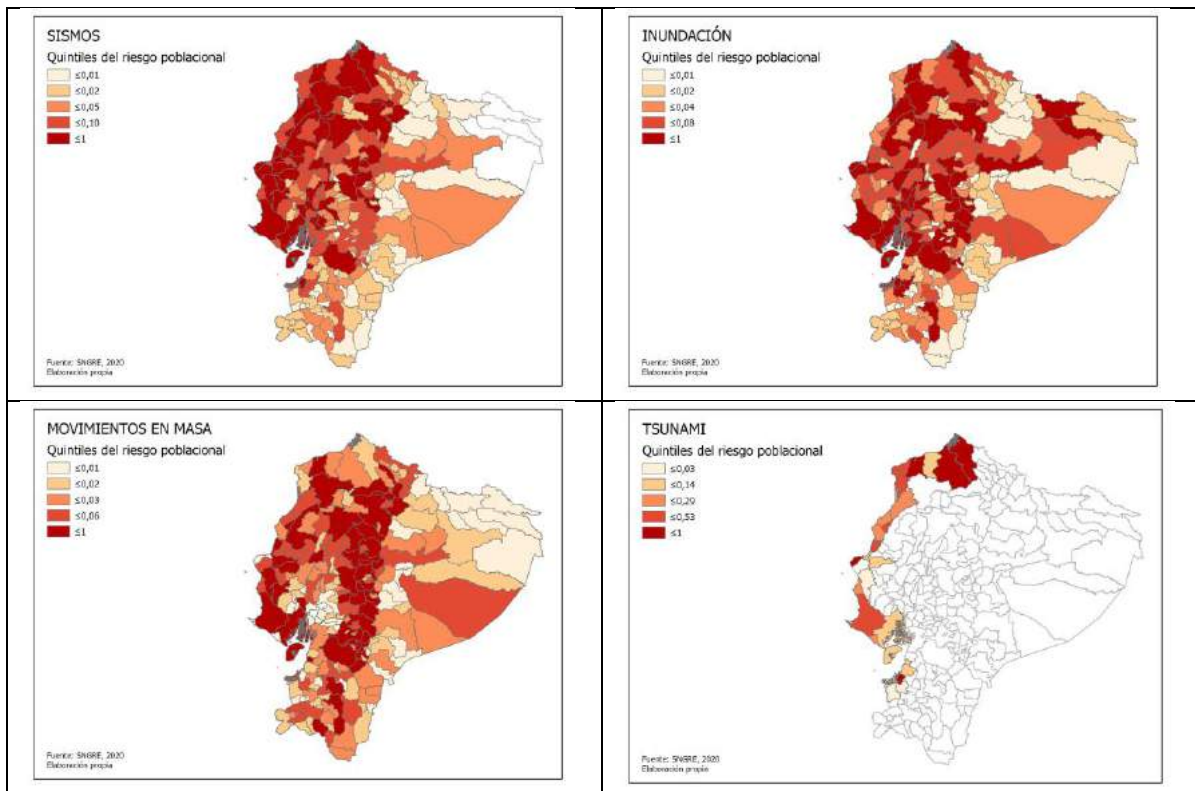 SISMOS
Quintiles del riesgo poblacional
≤0,01
≤0,02
≤0,05
≤0,10
≤1
Fuente: SNGRE, 2020
Elaboración propia
INUNDACIÓN
Quintiles del riesgo poblacional
≤0,01
≤0,02
≤0,04
≤0,08
≤1
Fuente: SNGRE, 2020
Elaboración propia
MOVIMIENTOS EN MASA
Quintiles del riesgo poblacional
≤0,01
≤0,02
≤0,03
≤0,06
≤1
Fuente: SNGRE, 2020
Elaboración propia
TSUNAMI
Quintiles del riesgo poblacional
≤0,03
≤0,14
≤0,29
≤0,53
≤1
Fuente: SNGRE, 2020
Elaboración propia